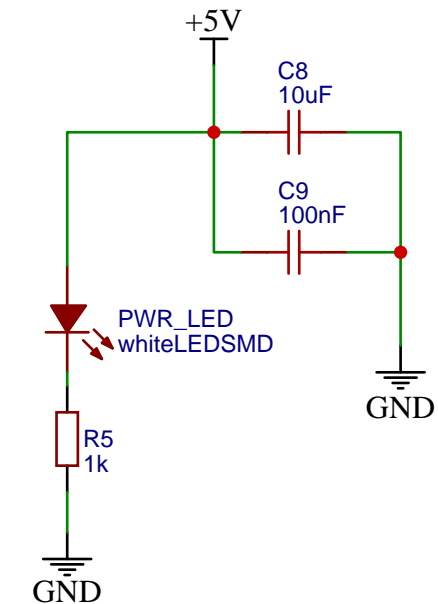 +5V
C8
10uF
C9
100nF
PWR_LED
whiteLEDSMD
GND
R5
1k
GND